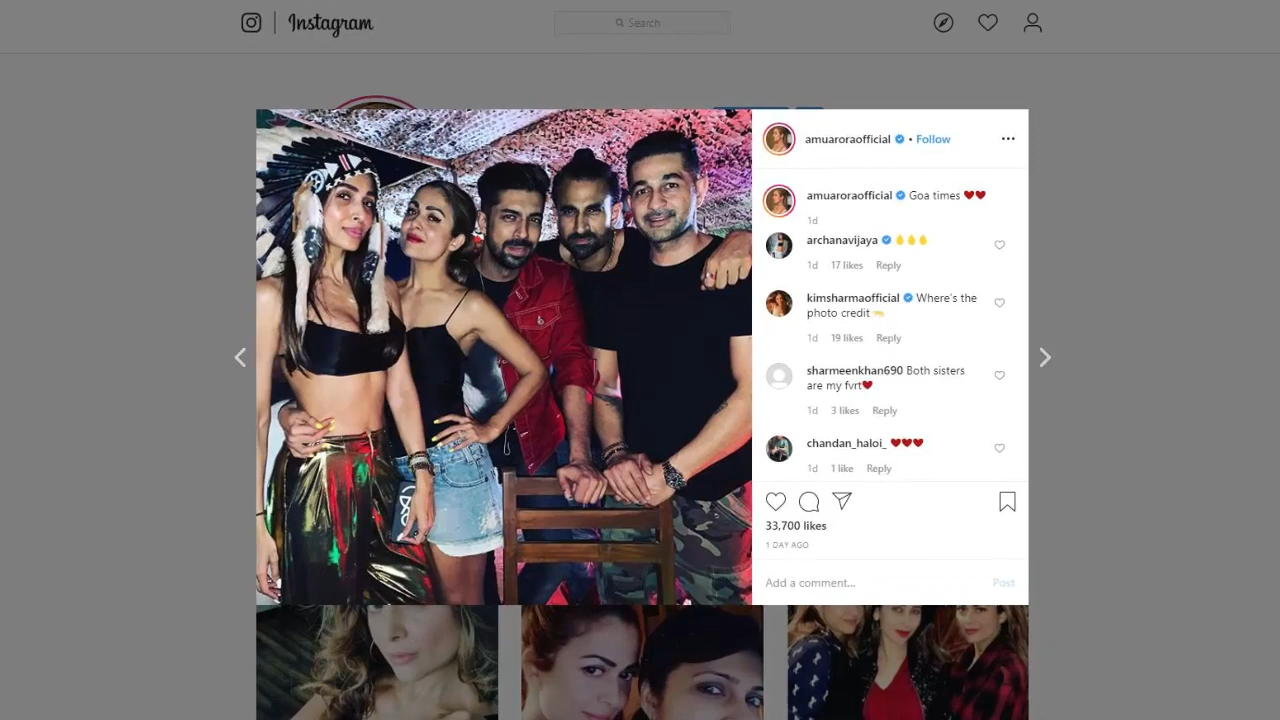 Instagram
Search
amuaroraofficial • Follow
amuaroraofficial Goa times ❤❤
1d
archanavijaya
1d 17 likes Reply
kimsharmaofficial Where's the
photo credit
1d 19 likes Reply
sharmeenkhan690 Both sisters
are my fvrt❤
1d 3 likes Reply
chandan_haloi_ ❤❤❤
1d 1 like Reply
33,700 likes
1 DAY AGO
Add a comment...
Post